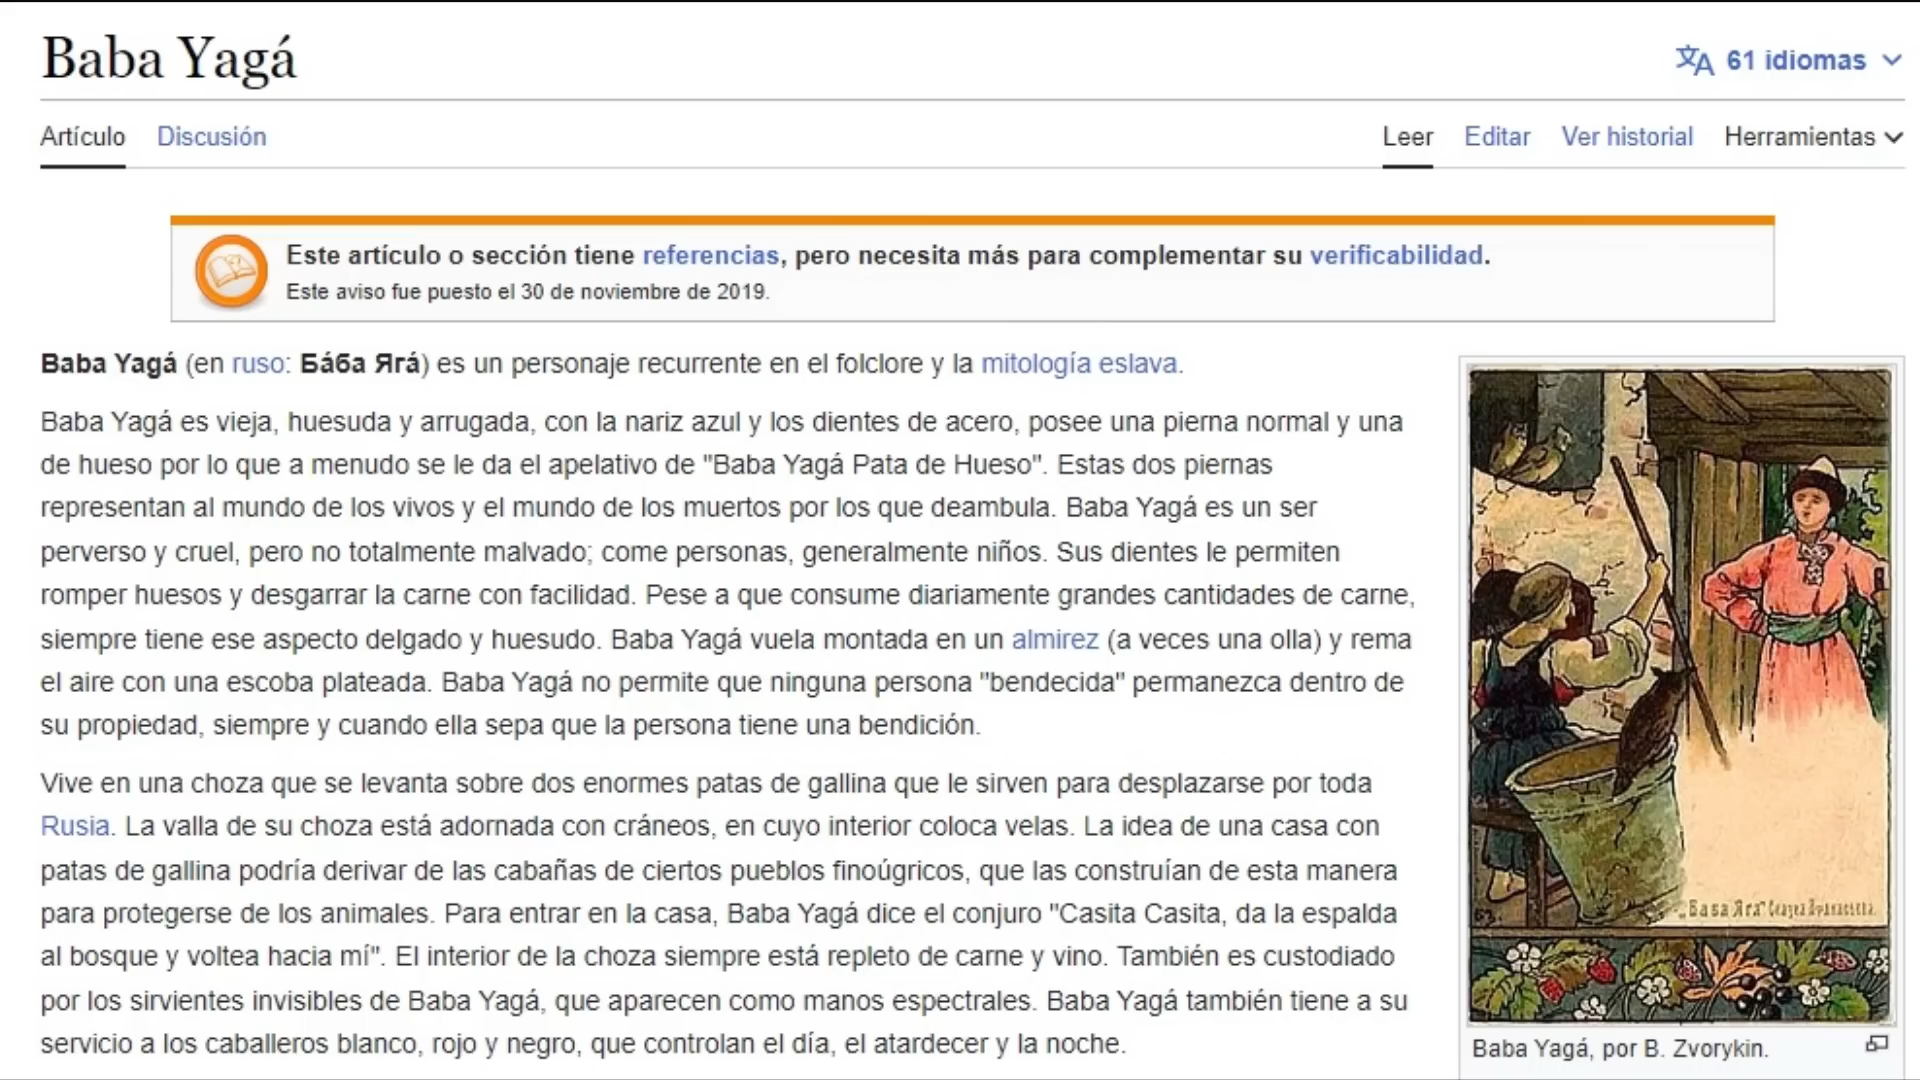 Baba Yagá
61 idiomas
Artículo Discusión Leer Editar Ver historial Herramientas
Este artículo o sección tiene referencias, pero necesita más para complementar su verificabilidad.
Este aviso fue puesto el 30 de noviembre de 2019.
Baba Yagá (en ruso: Ба́ба Яга́) es un personaje recurrente en el folclore y la mitología eslava.
Baba Yagá es vieja, huesuda y arrugada, con la nariz azul y los dientes de acero, posee una pierna normal y una
de hueso por lo que a menudo se le da el apelativo de "Baba Yagá Pata de Hueso". Estas dos piernas
representan al mundo de los vivos y el mundo de los muertos por los que deambula. Baba Yagá es un ser
perverso y cruel, pero no totalmente malvado; come personas, generalmente niños. Sus dientes le permiten
romper huesos y desgarrar la carne con facilidad. Pese a que consume diariamente grandes cantidades de carne,
siempre tiene ese aspecto delgado y huesudo. Baba Yagá vuela montada en un almirez (a veces una olla) y rema
el aire con una escoba plateada. Baba Yagá no permite que ninguna persona "bendecida" permanezca dentro de
su propiedad, siempre y cuando ella sepa que la persona tiene una bendición.
Vive en una choza que se levanta sobre dos enormes patas de gallina que le sirven para desplazarse por toda
Rusia. La valla de su choza está adornada con cráneos, en cuyo interior coloca velas. La idea de una casa con
patas de gallina podría derivar de las cabañas de ciertos pueblos finoúgricos, que las construían de esta manera
para protegerse de los animales. Para entrar en la casa, Baba Yagá dice el conjuro "Casita Casita, da la espalda
al bosque y voltea hacia mí". El interior de la choza siempre está repleto de carne y vino. También es custodiado
por los sirvientes invisibles de Baba Yagá, que aparecen como manos espectrales. Baba Yagá también tiene a su
servicio a los caballeros blanco, rojo y negro, que controlan el día, el atardecer y la noche.
„Баба Яга"
Baba Yagá, por B. Zvorykin.